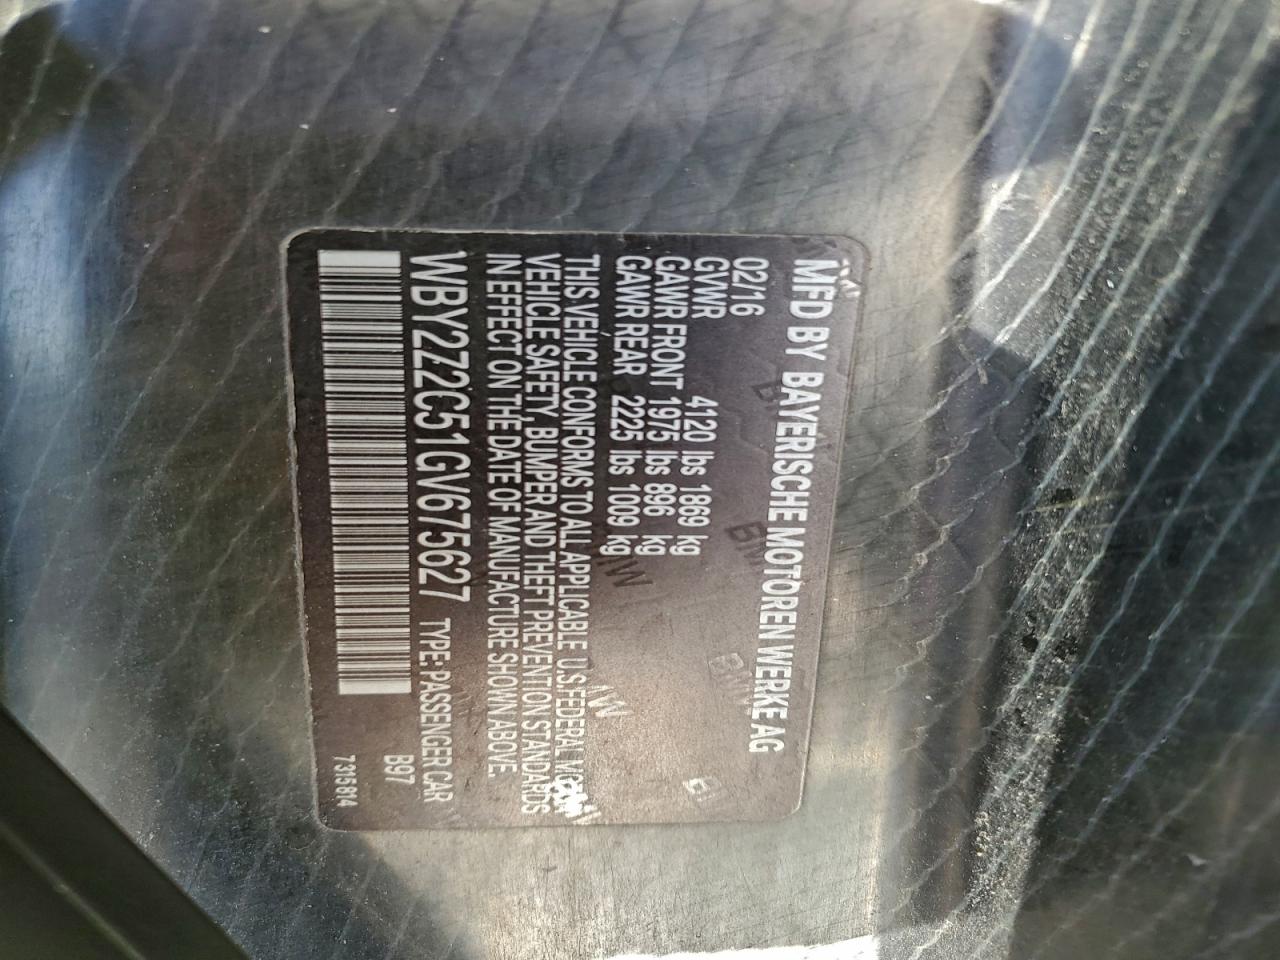 MFD BY BAYERISCHE MOTOREN WERKE AG
02/16
GVWR 4120 lbs 1869 kg
GAWR FRONT 1975 lbs 896 kg
GAWR REAR 2225 lbs 1009 kg
THIS VEHICLE CONFORMS TO ALL APPLICABLE U.S.FEDERAL
VEHICLE SAFETY, BUMPER AND THEFT PREVENTION STANDARDS
IN EFFECT ON THE DATE OF MANUFACTURE SHOWN ABOVE.
WBY2Z2C51GV67562​7 TYPE: PASSENGER CAR
B97
7315814